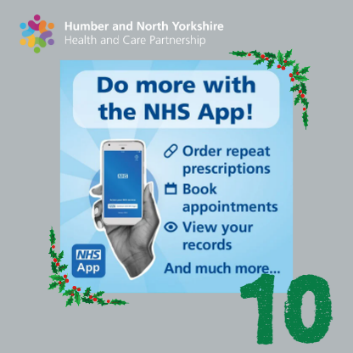 Humber and North Yorkshire
Health and Care Partnership
Do more with
the NHS App!
Order repeat
prescriptions
Book
appointments
View your
records
And much more...
NHS
NHS
App
10